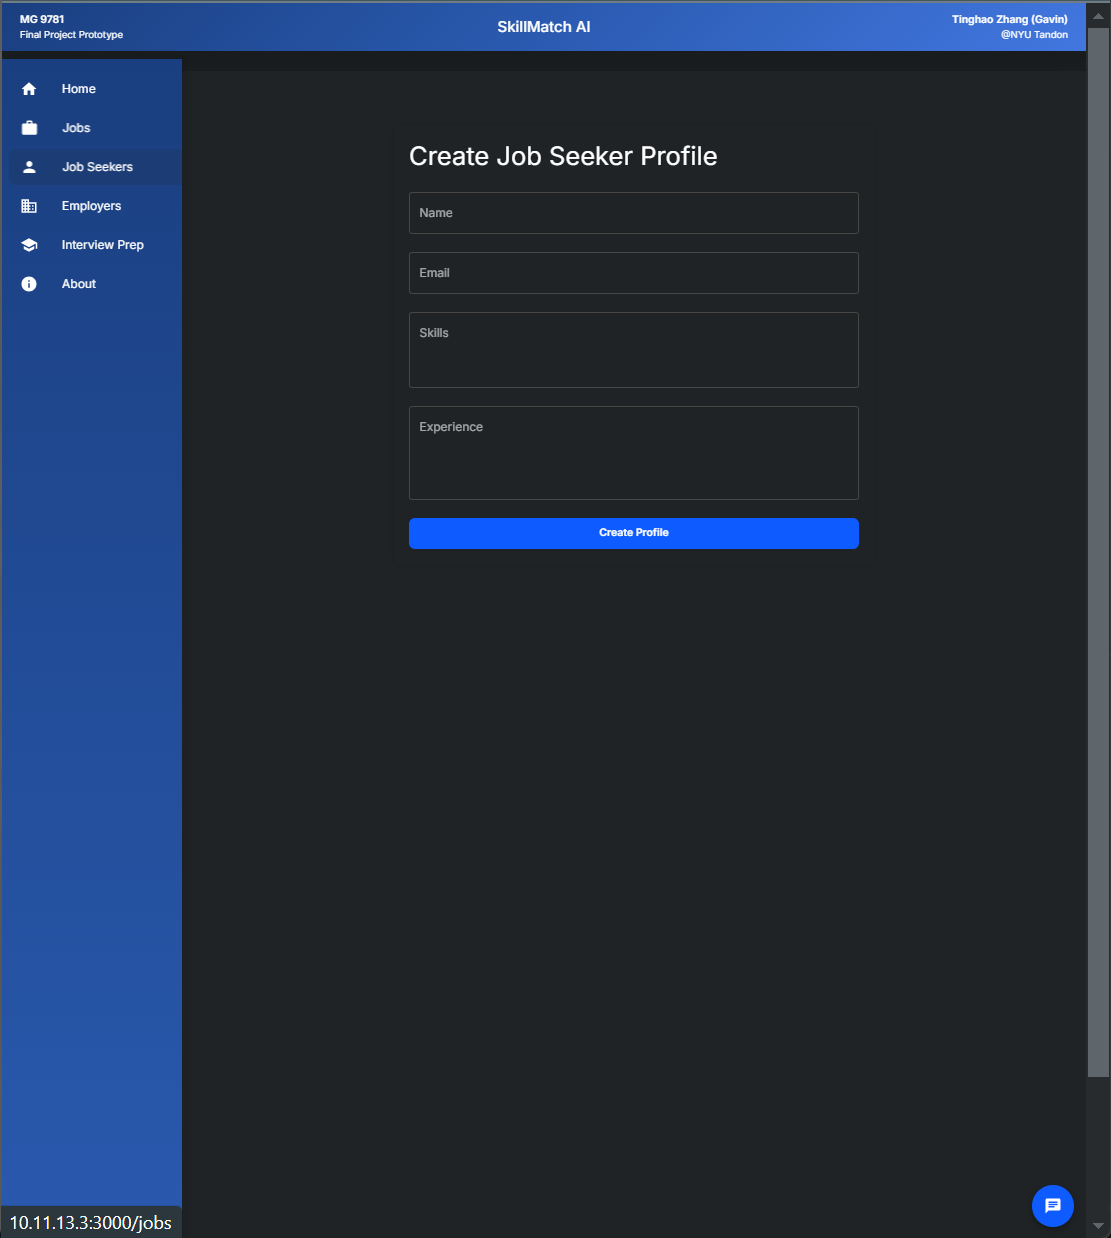 MG 9781
Final Project Prototype
SkillMatch AI
Tinghao Zhang (Gavin)
@NYU Tandon
Home
Jobs
Job Seekers
Employers
Interview Prep
About
Create Job Seeker Profile
Name
Email
Skills
Experience
Create Profile
10.11.13.3:3000/jobs